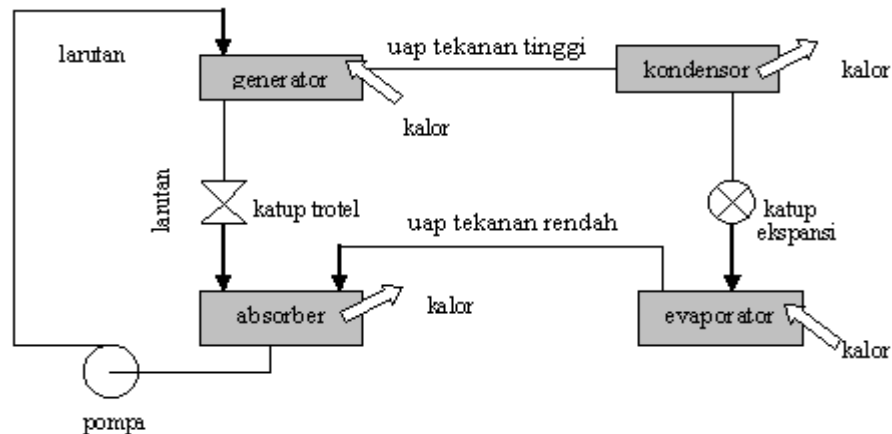 larutan
uap tekanan tinggi
generator
kondensor
kalor
kalor
larutan
katup trotel
katup
ekspansi
uap tekanan rendah
absorber
kalor
evaporator
kalor
pompa